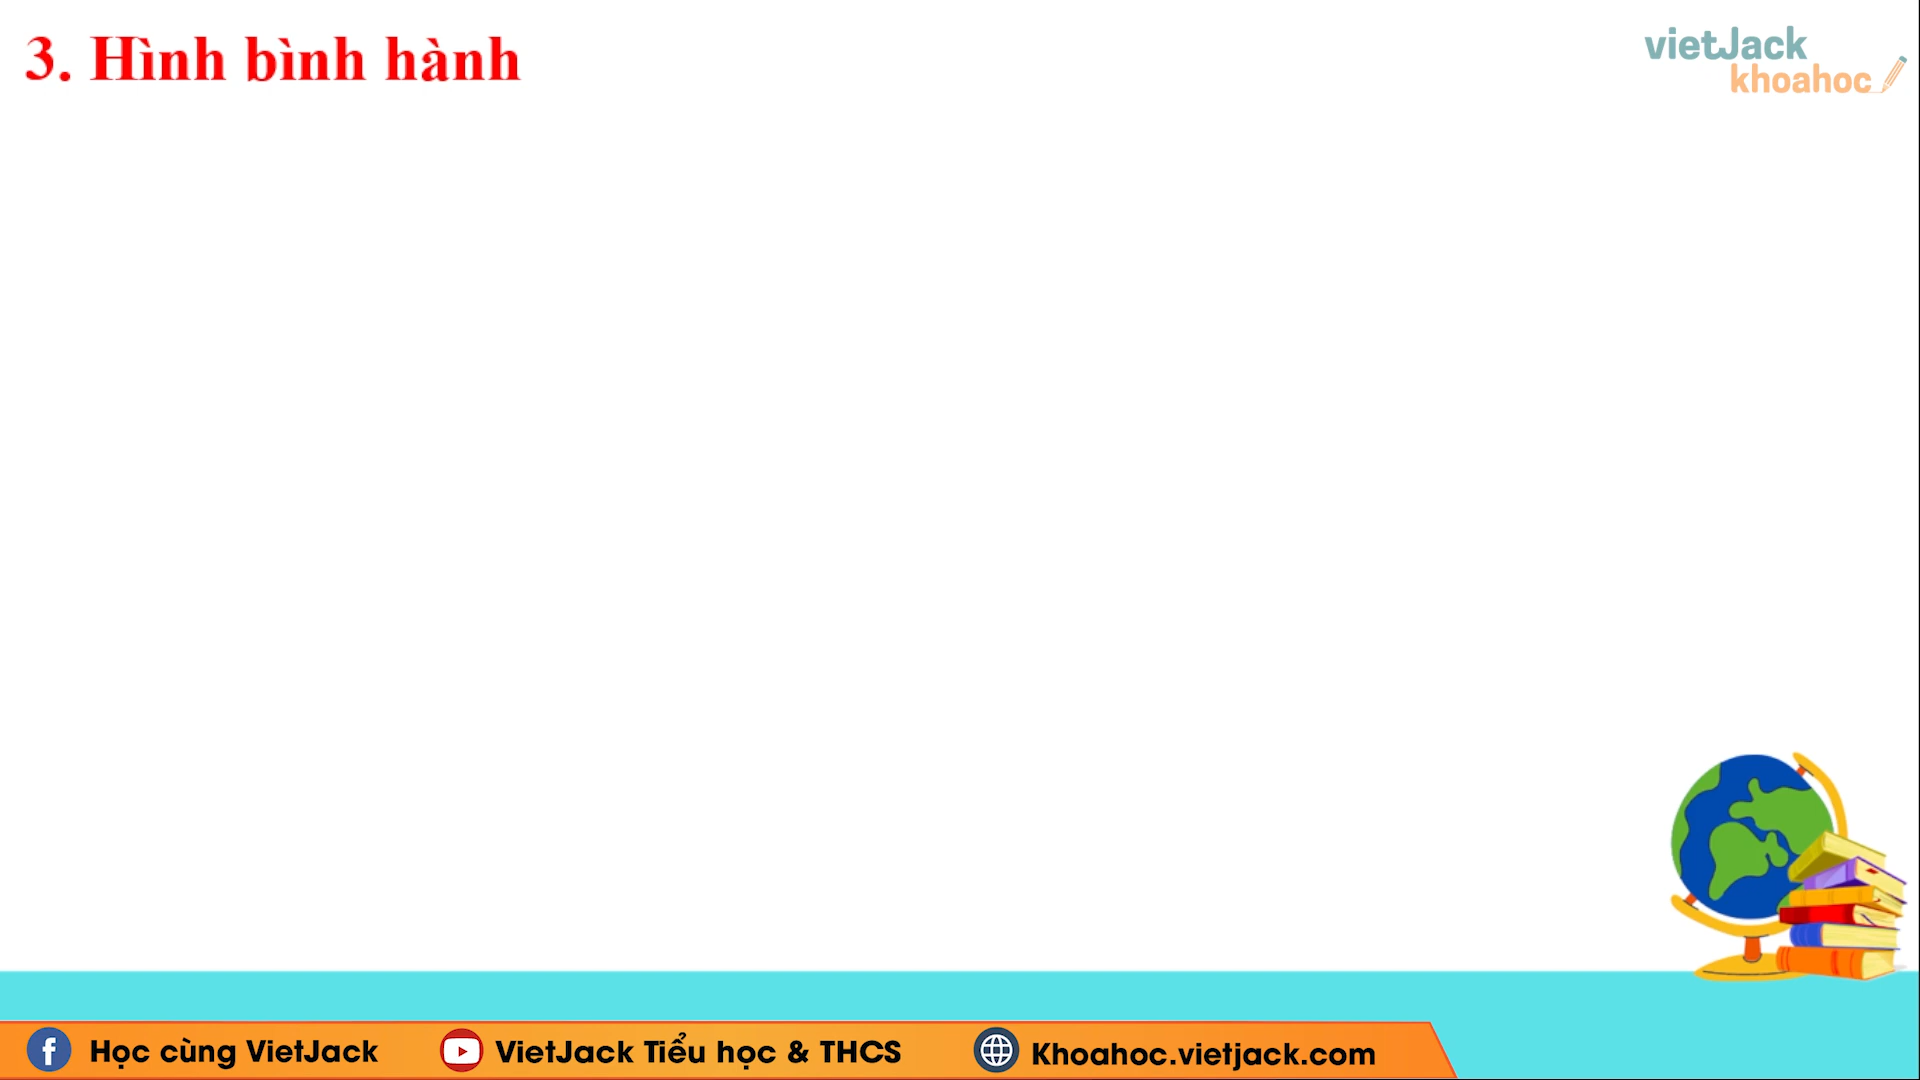 3. Hình bình hành
vietJack
khoahoc
Học cùng VietJack
VietJack Tiểu học & THCS
Khoahoc.vietjack.com